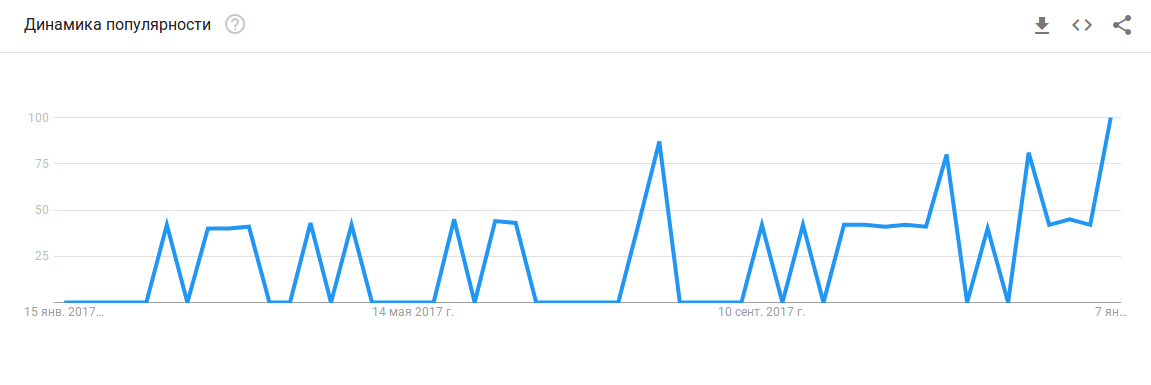 Динамика популярности
100
75
50
25
15 янв. 2017…
14 мая 2017 г.
10 сент. 2017 г.
7 ян…